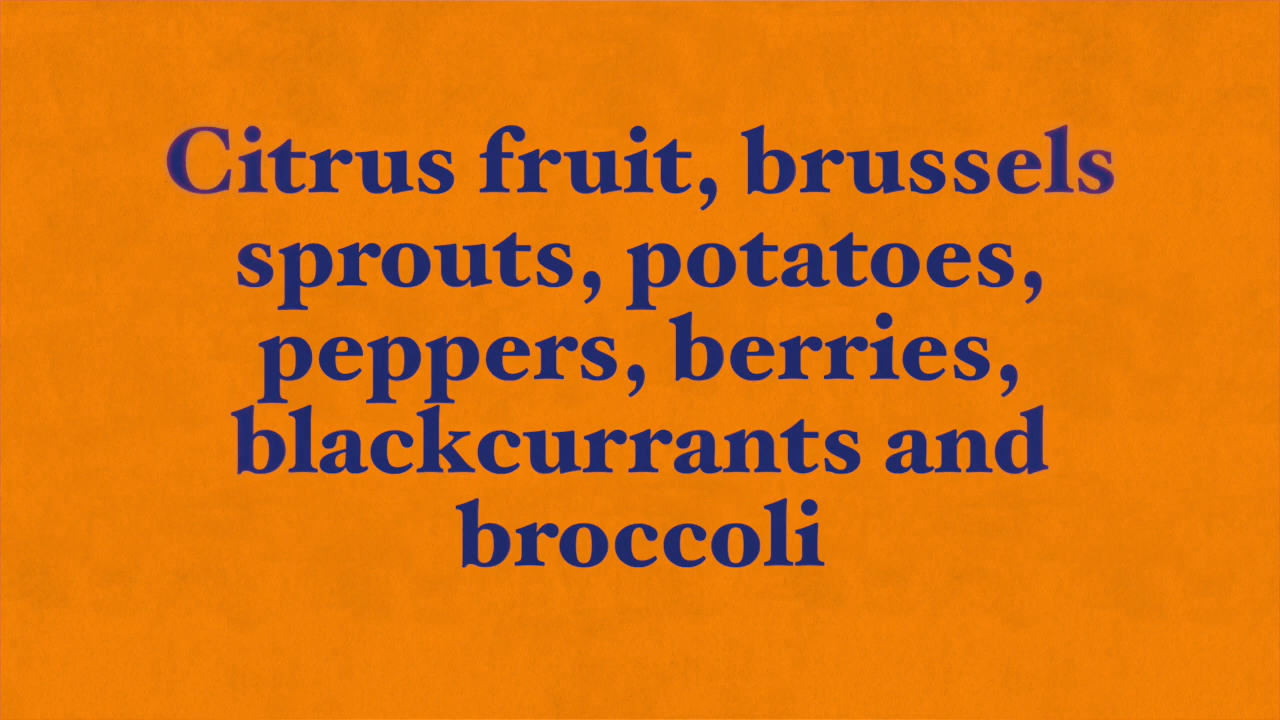 Citrus fruit, brussels
sprouts, potatoes,
peppers, berries,
blackcurrants and
broccoli